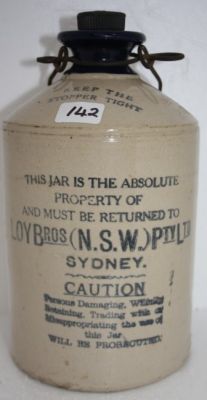 KEEP THE
STOPPER TIGHT
142
THIS JAR IS THE ABSOLUTE
PROPERTY OF
AND MUST BE RETURNED TO
LOY BROS (N.S.W.) PTY LTD
SYDNEY.
CAUTION
Persons Damaging, Wilfully
Retaining, Trading with or
Misappropriating the use of
this Jar
WILL BE PROSECUTED.